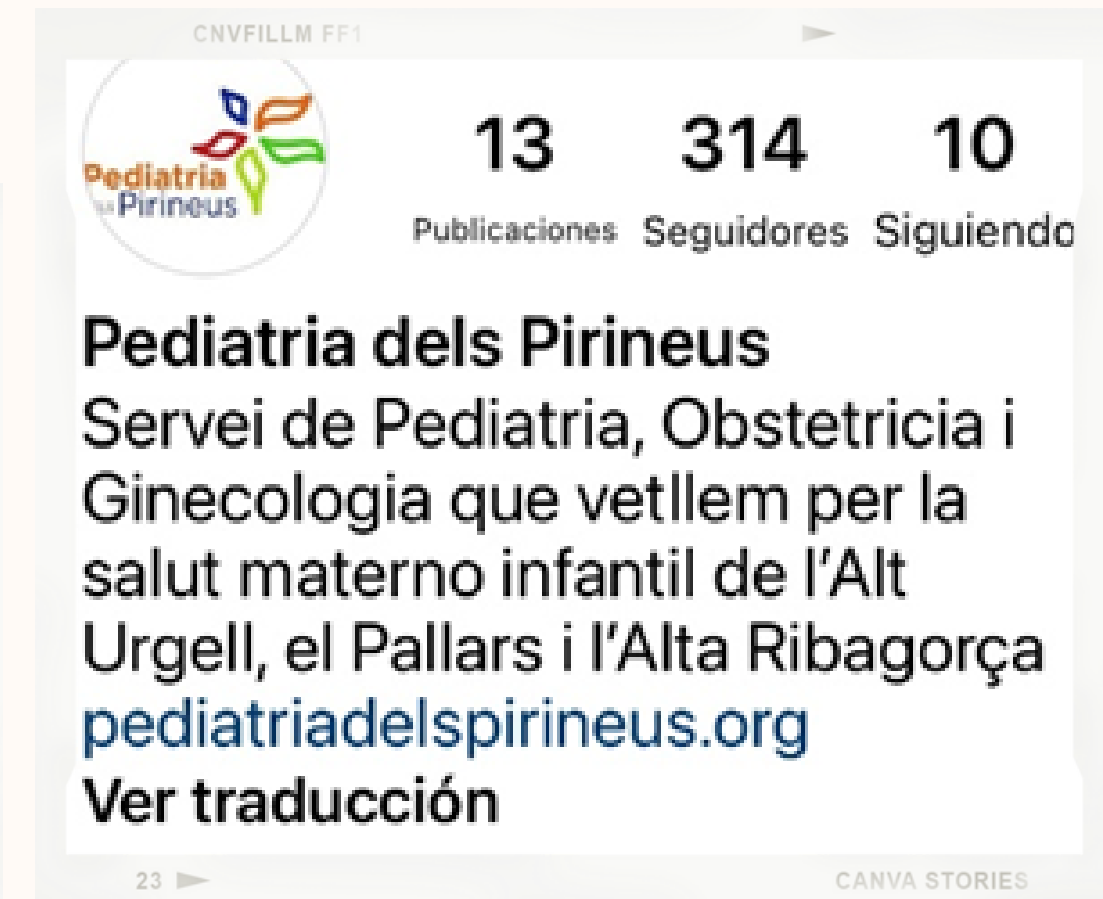 CNVFILLM FF1
Pediatria
Pirineus
13 314 10
Publicaciones Seguidores Siguiendo
Pediatria dels Pirineus
Servei de Pediatria, Obstetricia i
Ginecologia que vetllem per la
salut materno infantil de l'Alt
Urgell, el Pallars i l'Alta Ribagorça
pediatriadelspirineus.org
Ver traducción
23
CANVA STORIES